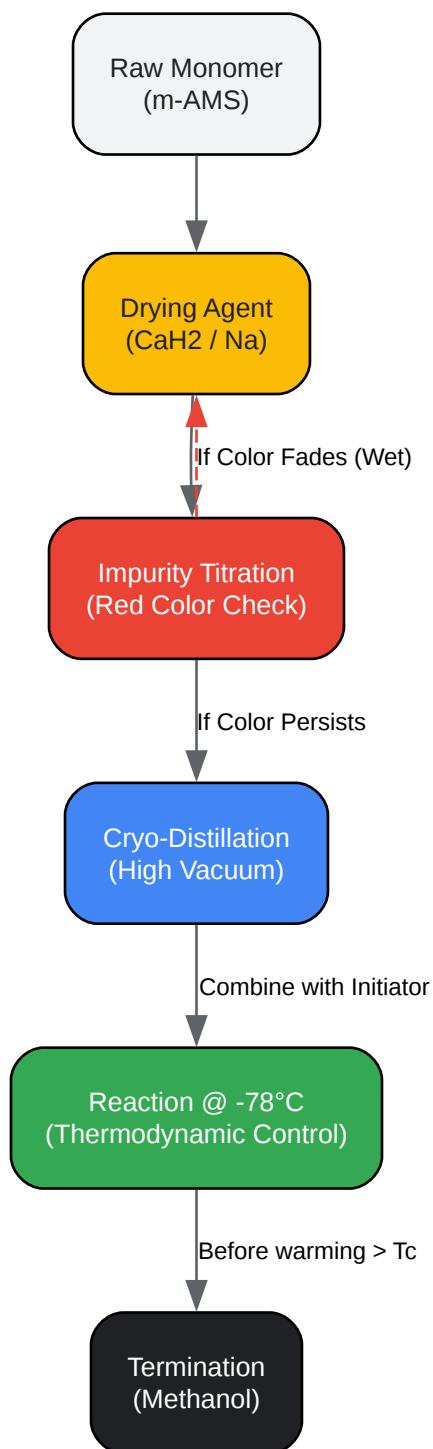 Raw Monomer
(m-AMS)
Drying Agent
(CaH2 / Na)
If Color Fades (Wet)
Impurity Titration
(Red Color Check)
If Color Persists
Cryo-Distillation
(High Vacuum)
Combine with Initiator
Reaction @ -78°C
(Thermodynamic Control)
Before warming > Tc
Termination
(Methanol)